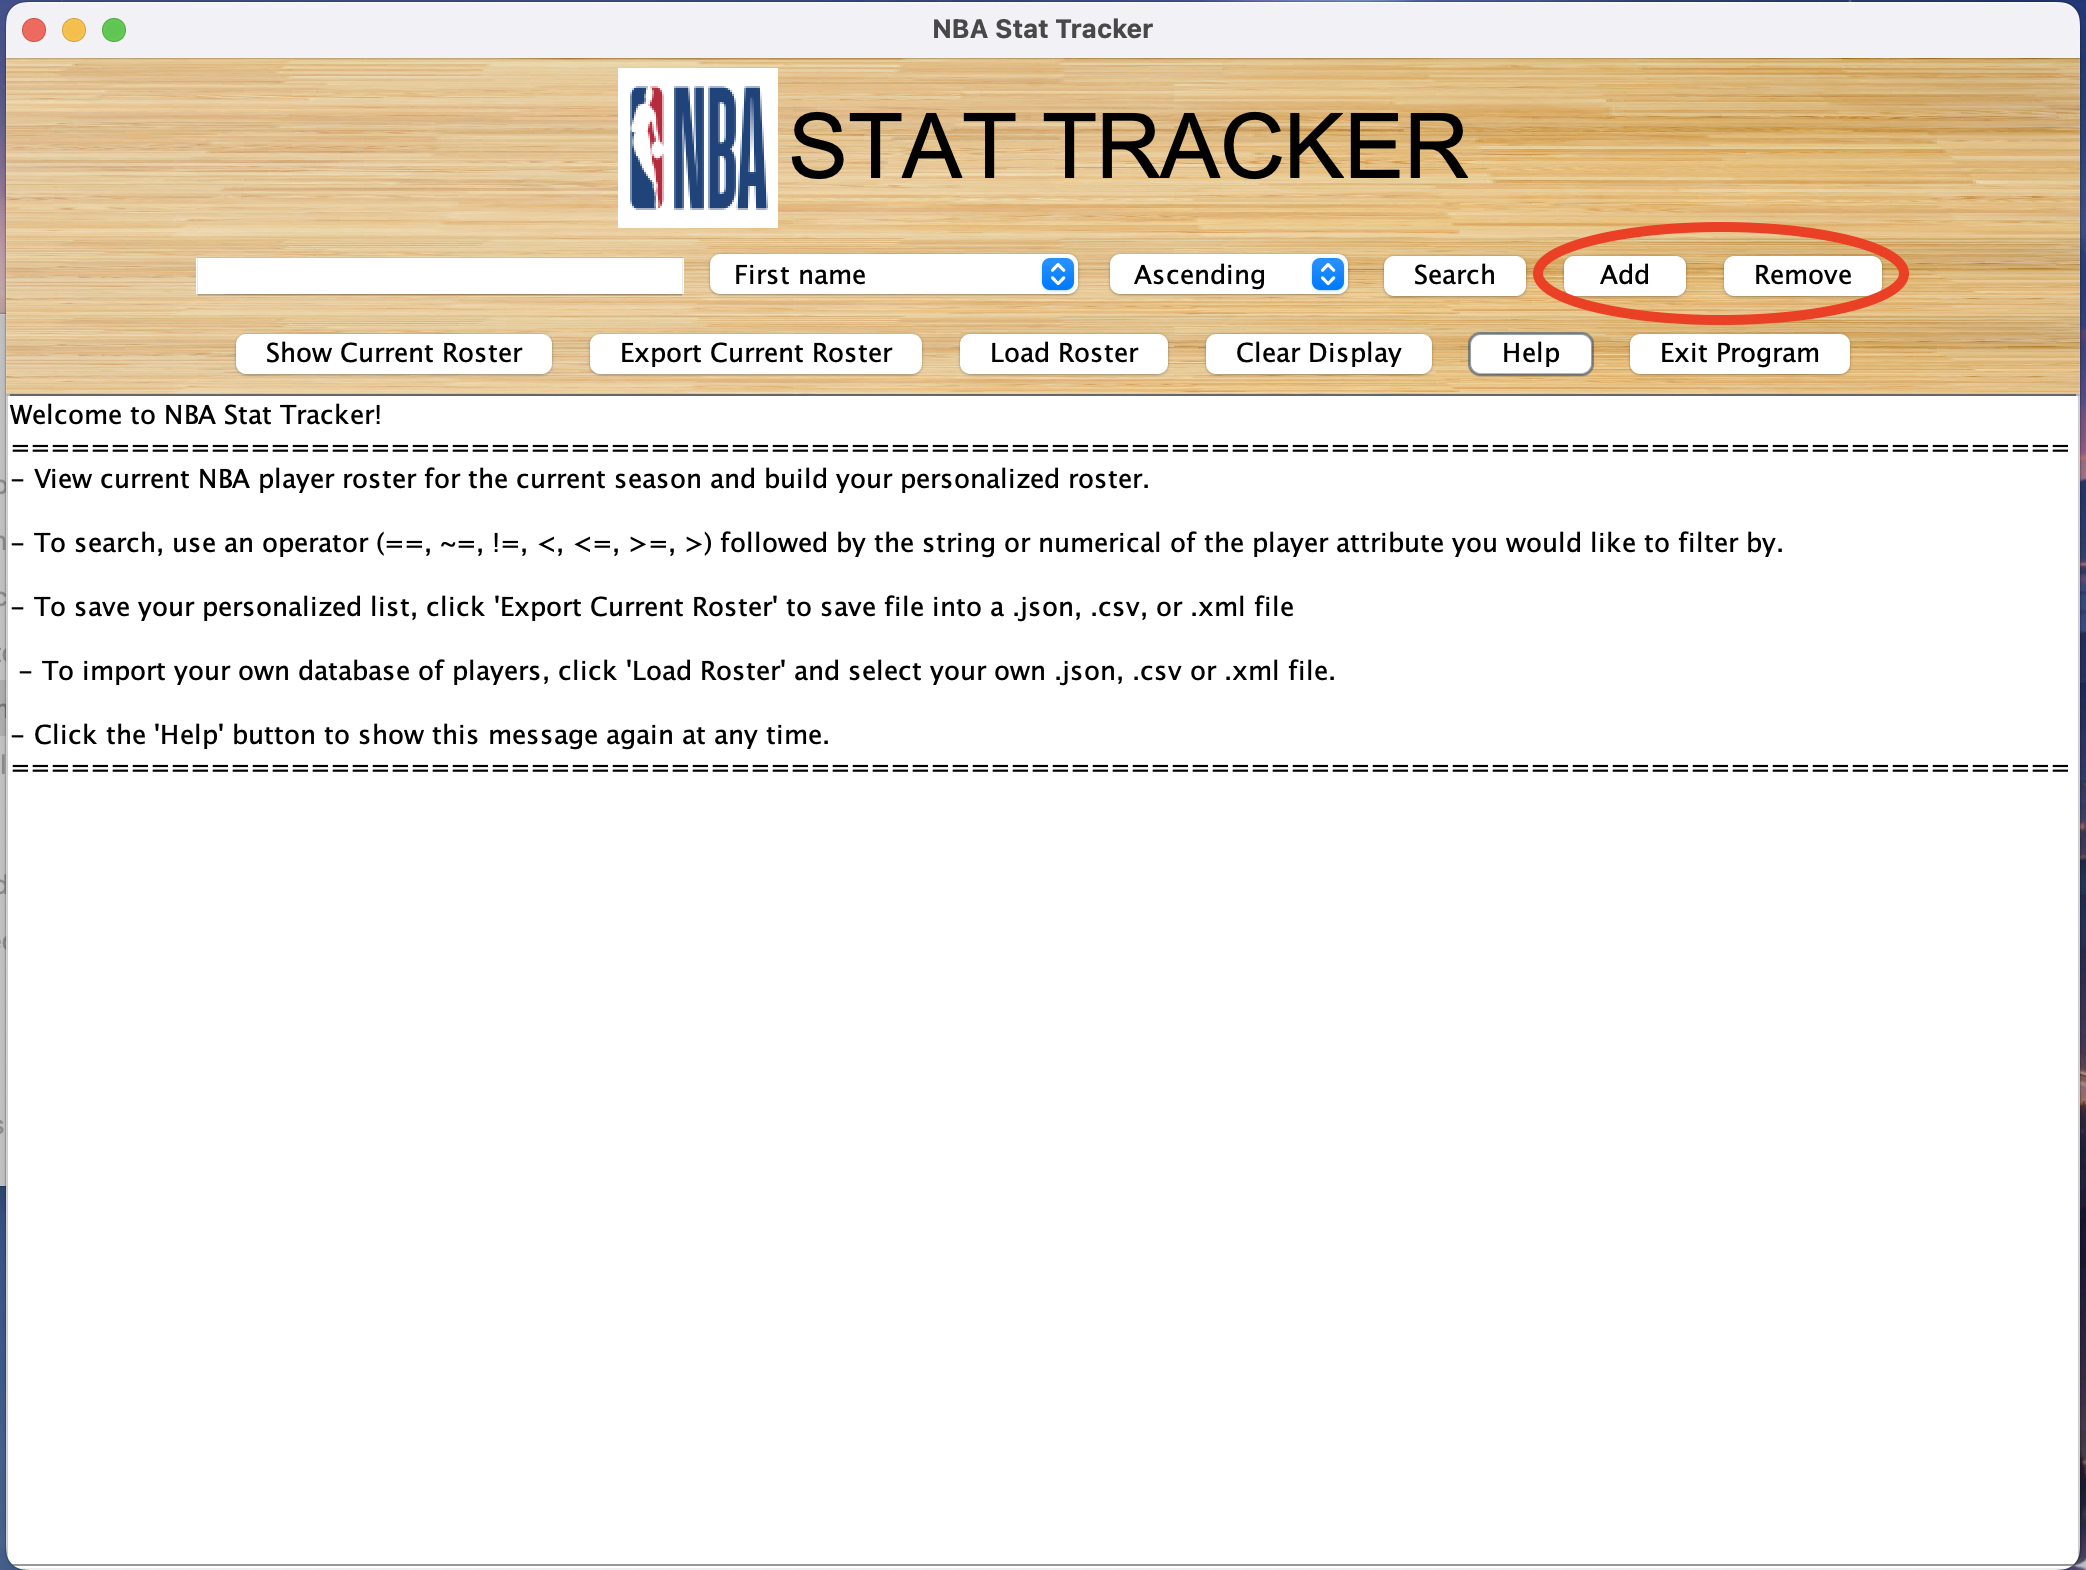 NBA Stat Tracker
NBA STAT TRACKER
First name Ascending Search Add Remove
Show Current Roster Export Current Roster Load Roster Clear Display Help Exit Program
Welcome to NBA Stat Tracker!
=======================================================================================================
- View current NBA player roster for the current season and build your personalized roster.
- To search, use an operator (==, ~=, !=, <, <=, >=, >) followed by the string or numerical of the player attribute you would like to filter by.
- To save your personalized list, click 'Export Current Roster' to save file into a .json, .csv, or .xml file
- To import your own database of players, click 'Load Roster' and select your own .json, .csv or .xml file.
- Click the 'Help' button to show this message again at any time.
=======================================================================================================